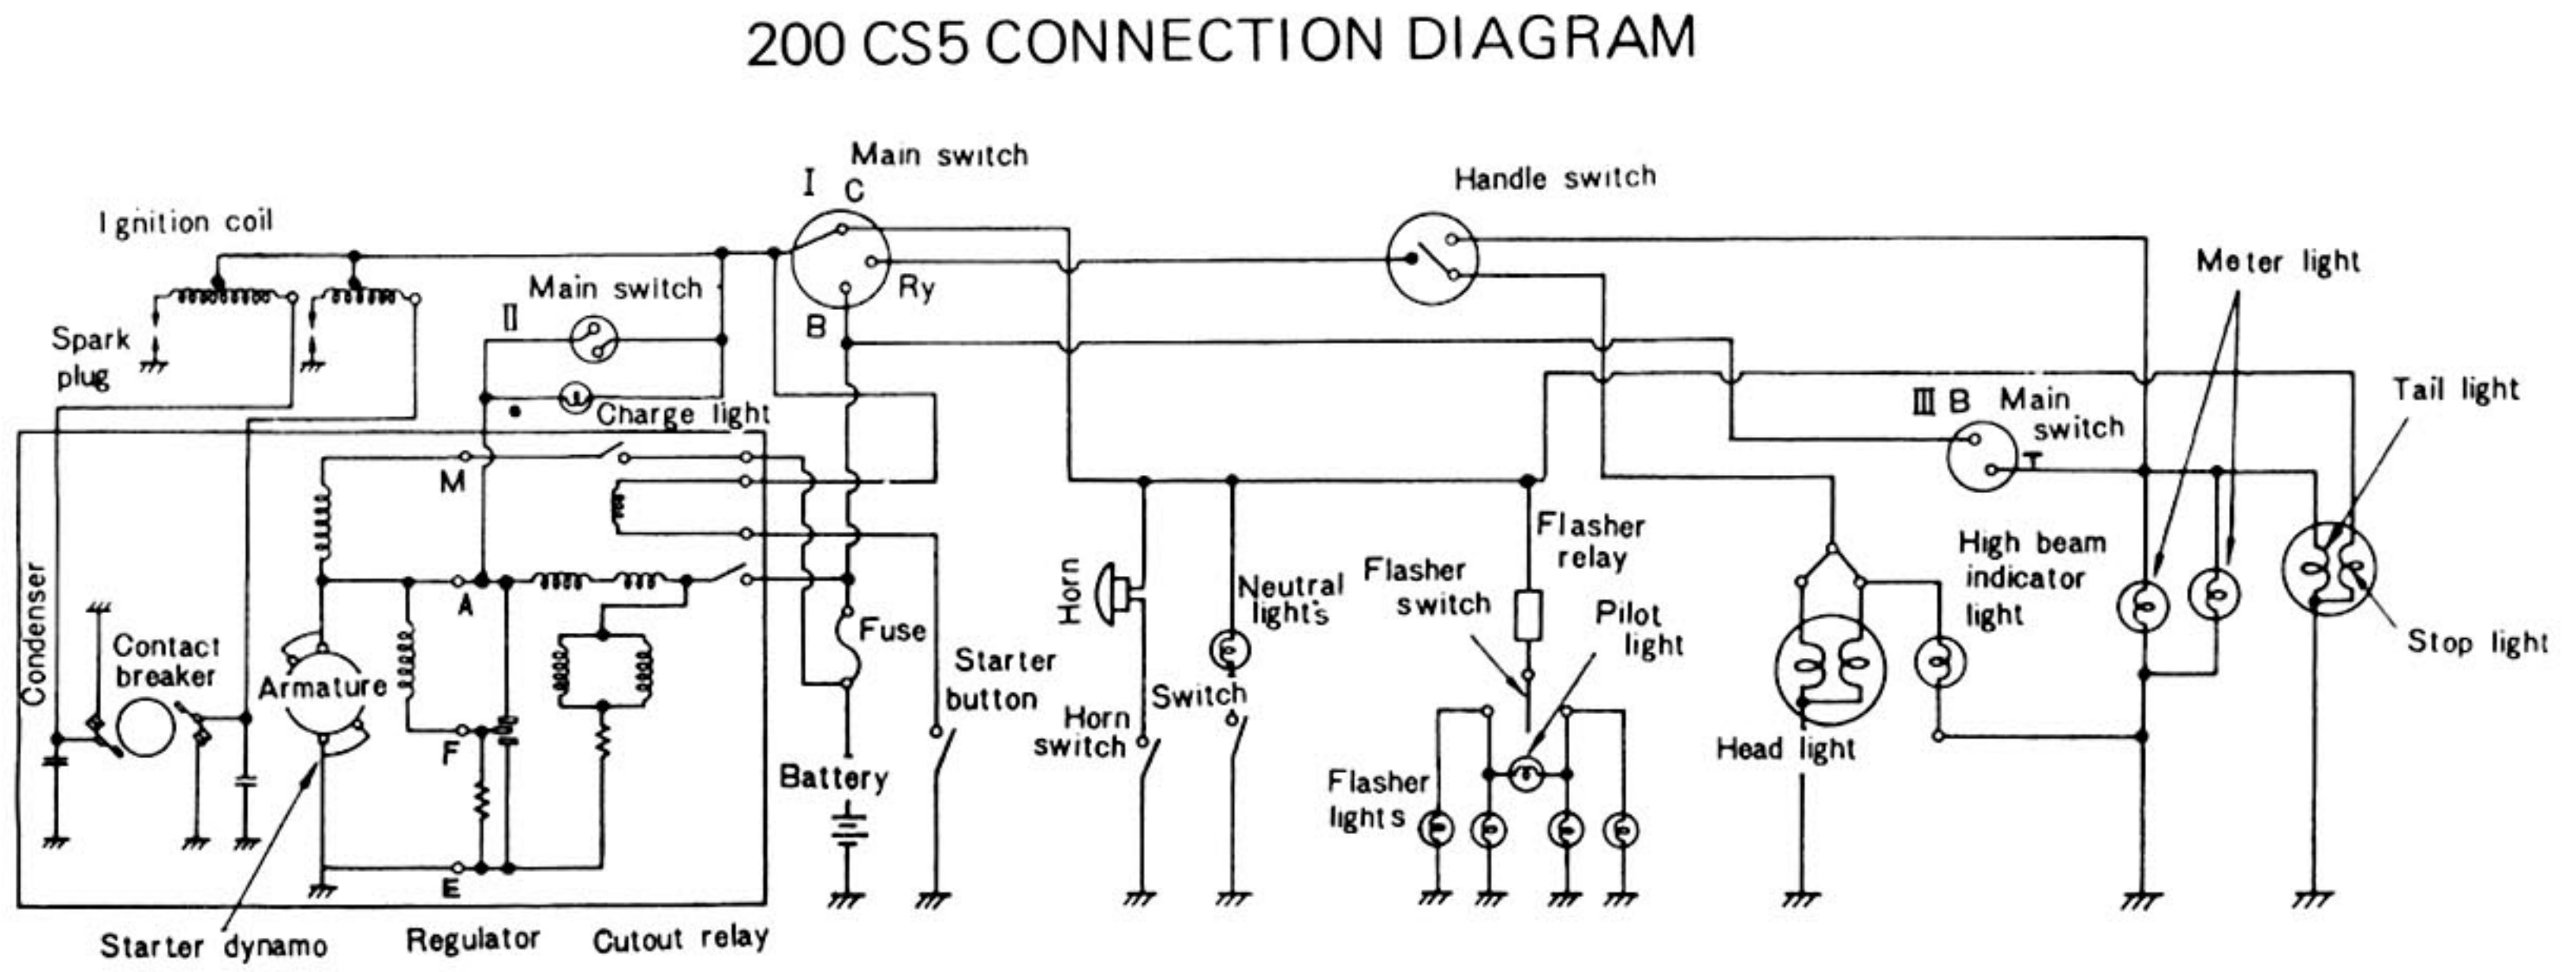 200 CS5 CONNECTION DIAGRAM
Main switch
I C
Handle switch
Ignition coil
Meter light
Main switch
Ry
II
B
Spark
plug
Tail light
III B Main
switch
Charge light
T
M
Flasher
relay
High beam
indicator
light
Condenser
Horn
Neutral
lights
Flasher
switch
A
Pilot
light
Fuse
Contact
breaker
Stop light
Starter
button
Armature
Switch
Horn
switch
F
Head light
Battery
Flasher
lights
E
Starter dynamo
Regulator
Cutout relay